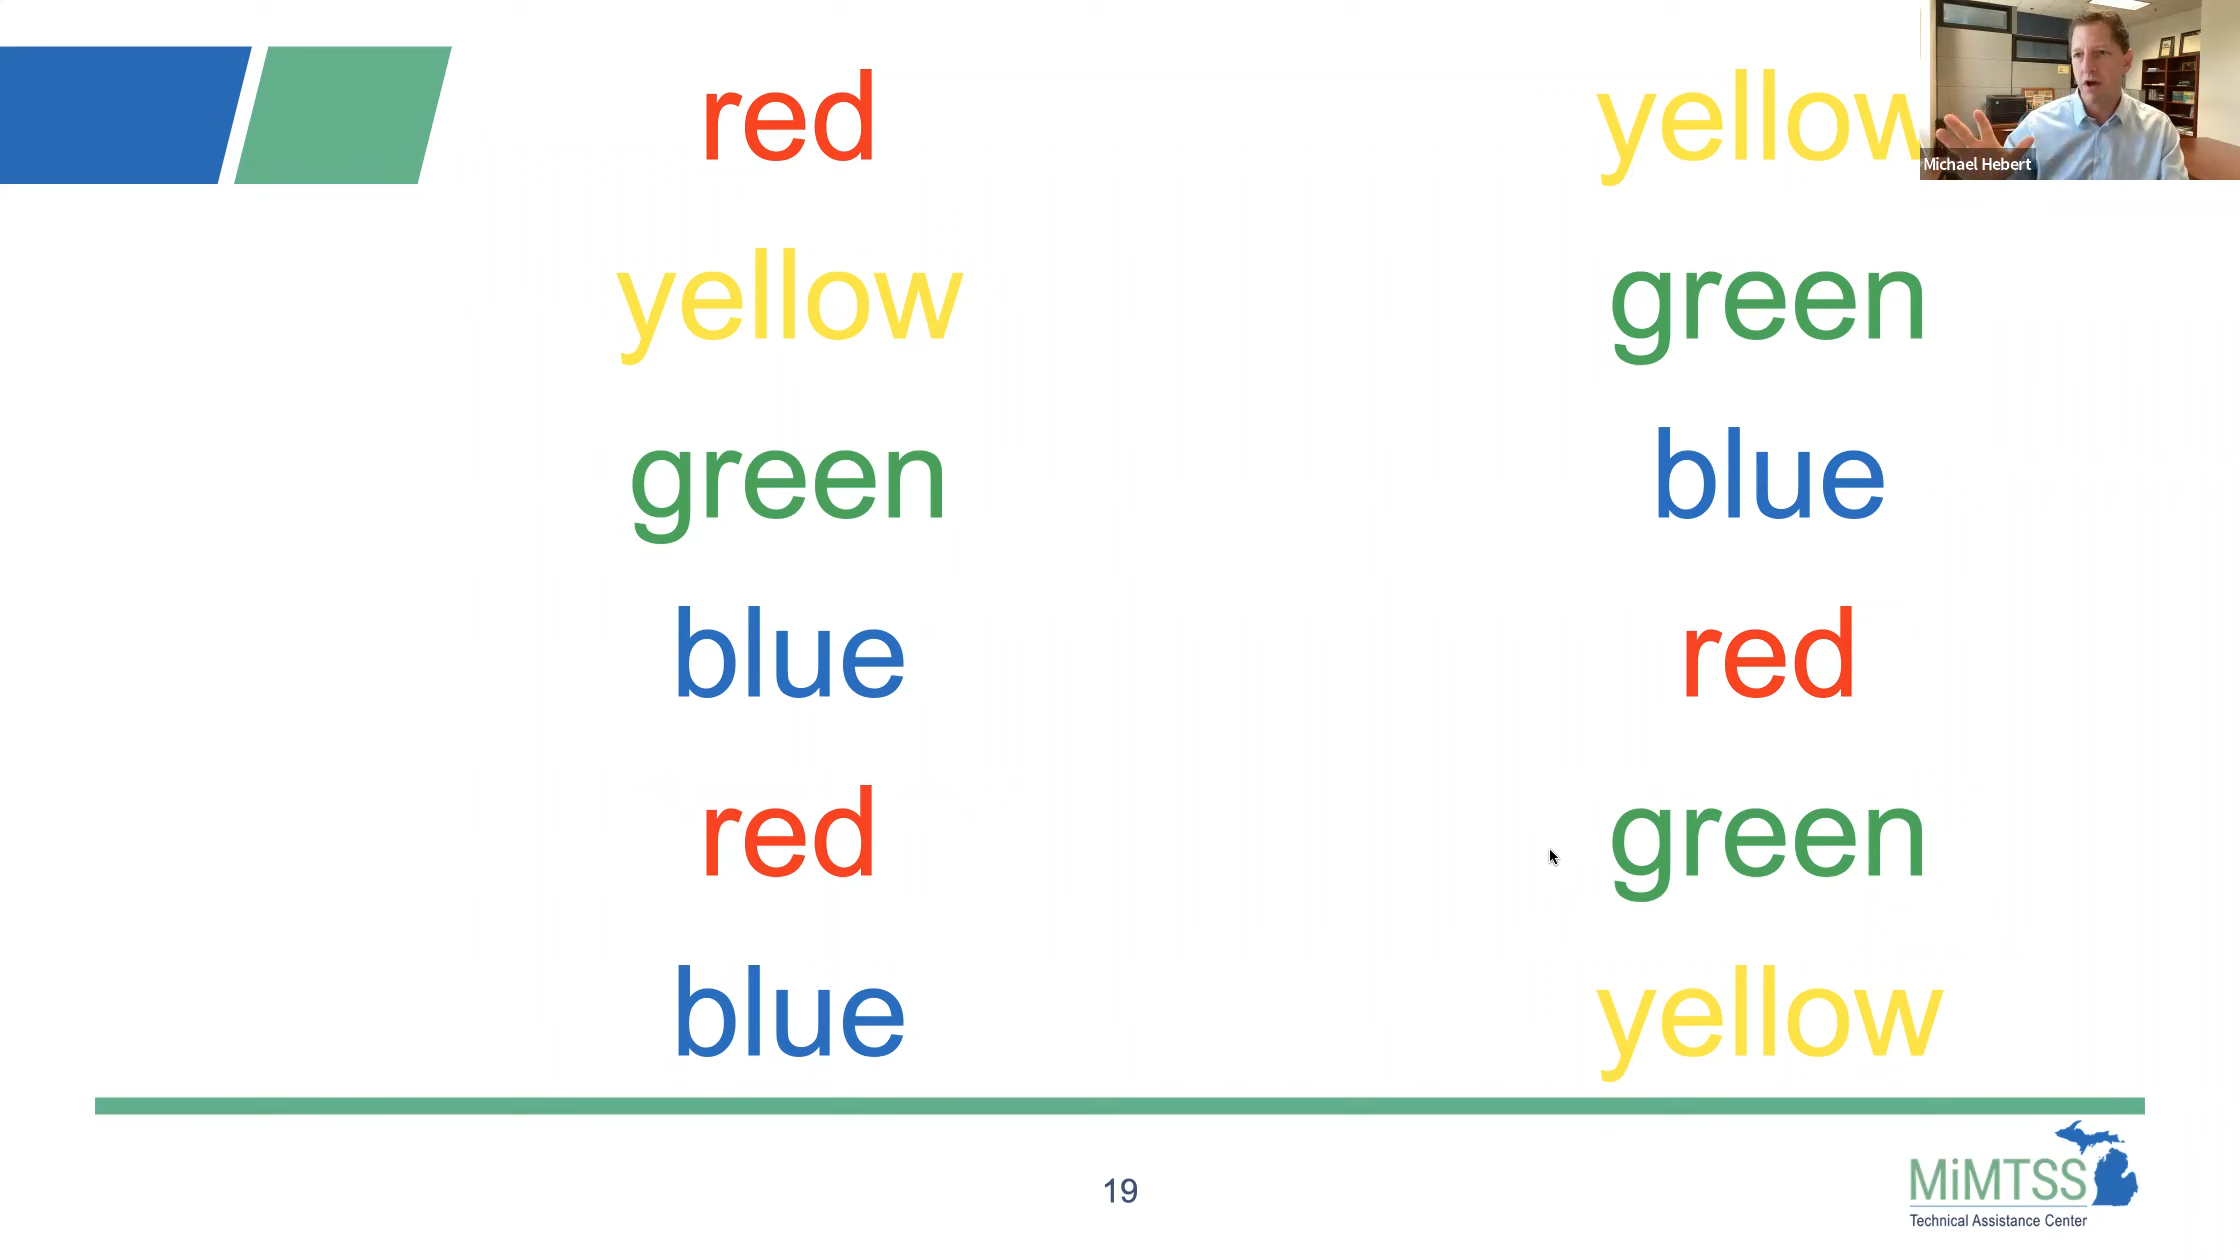 red
yellow
green
blue
red
blue
yellow
green
blue
red
green
yellow
Michael Hebert
19
MiMTSS
Technical Assistance Center